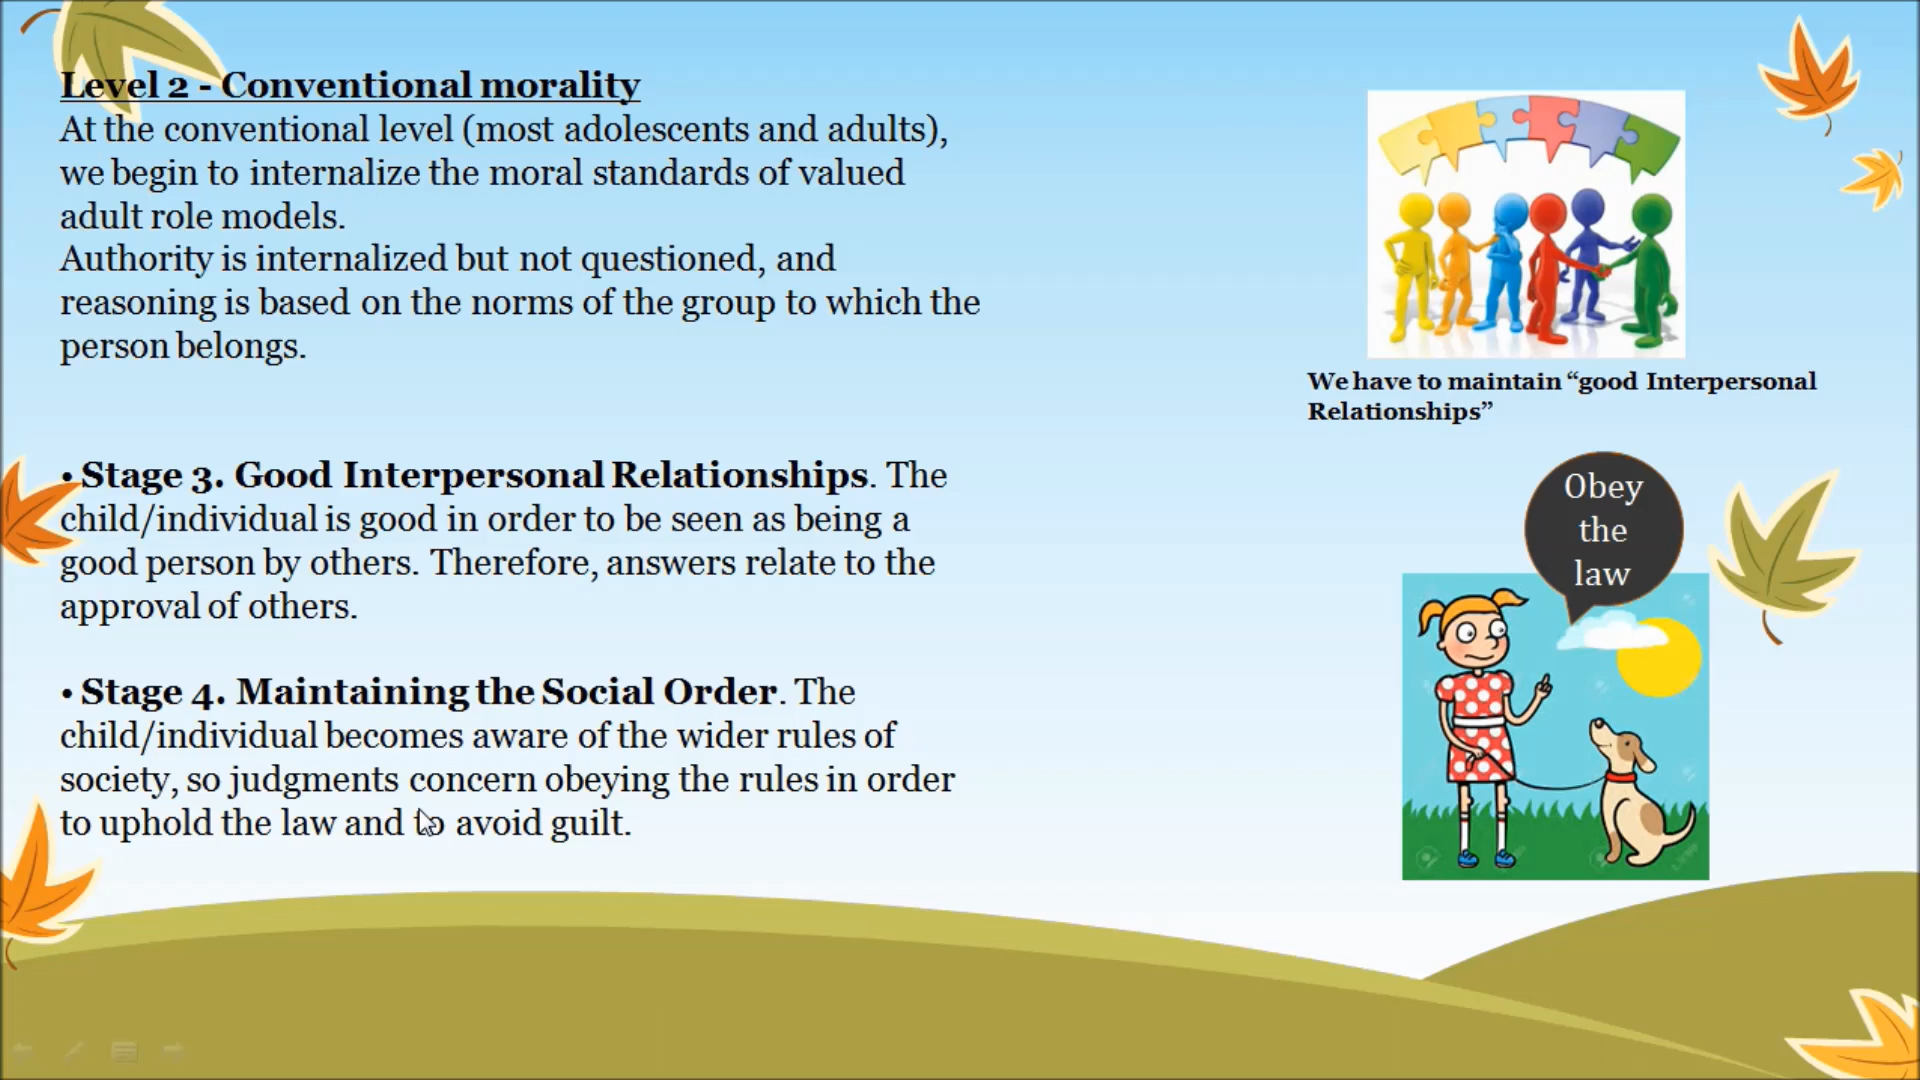 Level 2 - Conventional morality
At the conventional level (most adolescents and adults),
we begin to internalize the moral standards of valued
adult role models.
Authority is internalized but not questioned, and
reasoning is based on the norms of the group to which the
person belongs.
• Stage 3. Good Interpersonal Relationships. The
child/individual is good in order to be seen as being a
good person by others. Therefore, answers relate to the
approval of others.
• Stage 4. Maintaining the Social Order. The
child/individual becomes aware of the wider rules of
society, so judgments concern obeying the rules in order
to uphold the law and to avoid guilt.
We have to maintain “good Interpersonal
Relationships”
Obey
the
law